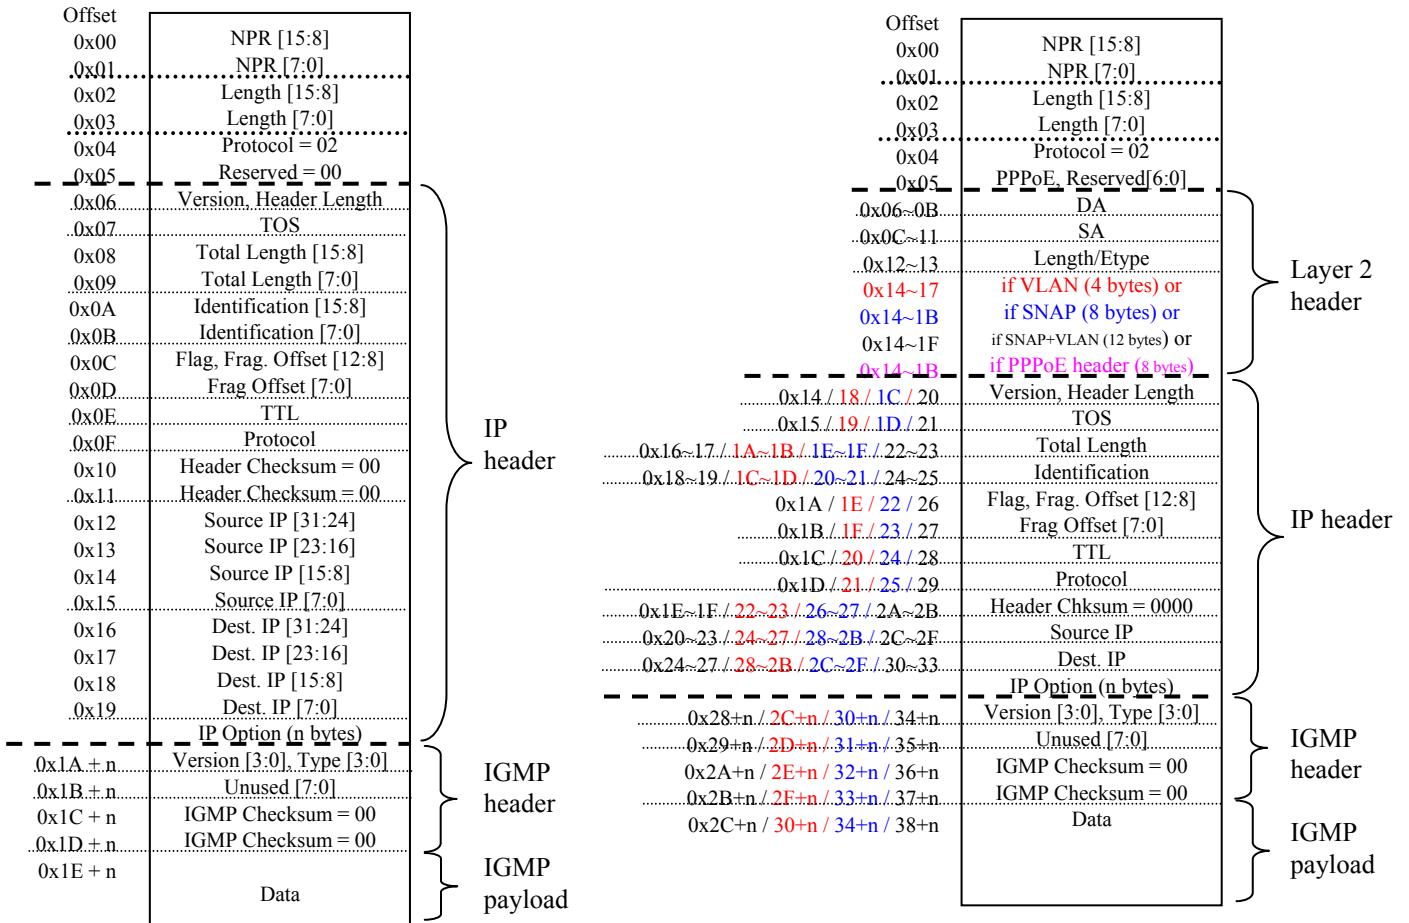 Offset
0x00 NPR [15:8]
0x01 NPR [7:0]
0x02 Length [15:8]
0x03 Length [7:0]
0x04 Protocol = 02
0x05 Reserved = 00
0x06 Version, Header Length
0x07 TOS
0x08 Total Length [15:8]
0x09 Total Length [7:0]
0x0A Identification [15:8]
0x0B Identification [7:0]
0x0C Flag, Frag. Offset [12:8]
0x0D Frag Offset [7:0]
0x0E TTL
0x0F Protocol
0x10 Header Checksum = 00
0x11 Header Checksum = 00
0x12 Source IP [31:24]
0x13 Source IP [23:16]
0x14 Source IP [15:8]
0x15 Source IP [7:0]
0x16 Dest. IP [31:24]
0x17 Dest. IP [23:16]
0x18 Dest. IP [15:8]
0x19 Dest. IP [7:0]
IP Option (n bytes)
0x1A + n Version [3:0], Type [3:0]
0x1B + n Unused [7:0]
0x1C + n IGMP Checksum = 00
0x1D + n IGMP Checksum = 00
0x1E + n
Data
IP
header
IGMP
header
IGMP
payload
Offset
0x00 NPR [15:8]
0x01 NPR [7:0]
0x02 Length [15:8]
0x03 Length [7:0]
0x04 Protocol = 02
0x05 PPPoE, Reserved[6:0]
0x06~0B DA
0x0C~11 SA
0x12~13 Length/Etype
0x14~17 if VLAN (4 bytes) or
0x14~1B if SNAP (8 bytes) or
0x14~1F if SNAP+VLAN (12 bytes) or
0x14~1B if PPPoE header (8 bytes)
0x14 / 18 / 1C / 20 Version, Header Length
0x15 / 19 / 1D / 21 TOS
0x16~17 / 1A~1B / 1E~1F / 22~23 Total Length
0x18~19 / 1C~1D / 20~21 / 24~25 Identification
0x1A / 1E / 22 / 26 Flag, Frag. Offset [12:8]
0x1B / 1F / 23 / 27 Frag Offset [7:0]
0x1C / 20 / 24 / 28 TTL
0x1D / 21 / 25 / 29 Protocol
0x1E~1F / 22~23 / 26~27 / 2A~2B Header Chksum = 0000
0x20~23 / 24~27 / 28~2B / 2C~2F Source IP
0x24~27 / 28~2B / 2C~2F / 30~33 Dest. IP
IP Option (n bytes)
0x28+n / 2C+n / 30+n / 34+n Version [3:0], Type [3:0]
0x29+n / 2D+n / 31+n / 35+n Unused [7:0]
0x2A+n / 2E+n / 32+n / 36+n IGMP Checksum = 00
0x2B+n / 2F+n / 33+n / 37+n IGMP Checksum = 00
0x2C+n / 30+n / 34+n / 38+n Data
Layer 2
header
IP header
IGMP
header
IGMP
payload